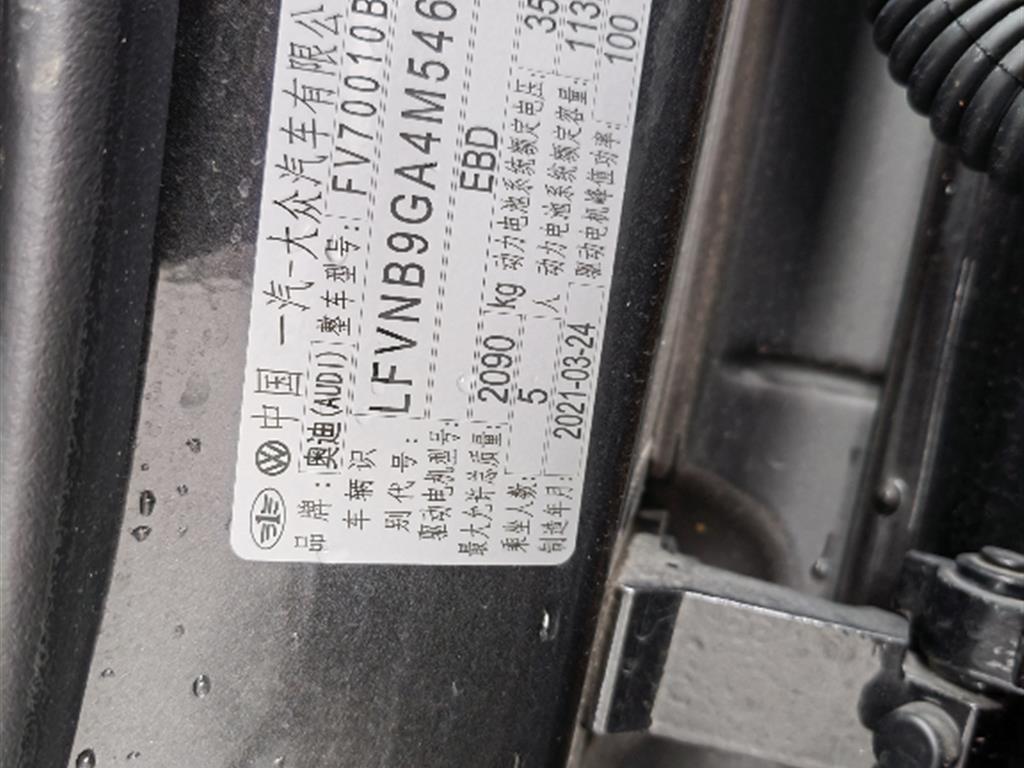 中国一汽-大众汽车有限公
品牌: 奥迪(AUDI) 整车型号: FV70010B
车辆识别代号: LFVNB9GA4M546
驱动电机型号: EBD
最大允许总质量: 2090 kg 动力电池系统额定电压: 35
乘坐人数: 5 人 动力电池系统额定容量: 113
制造年月: 2021-03-24 驱动电机峰值功率: 100